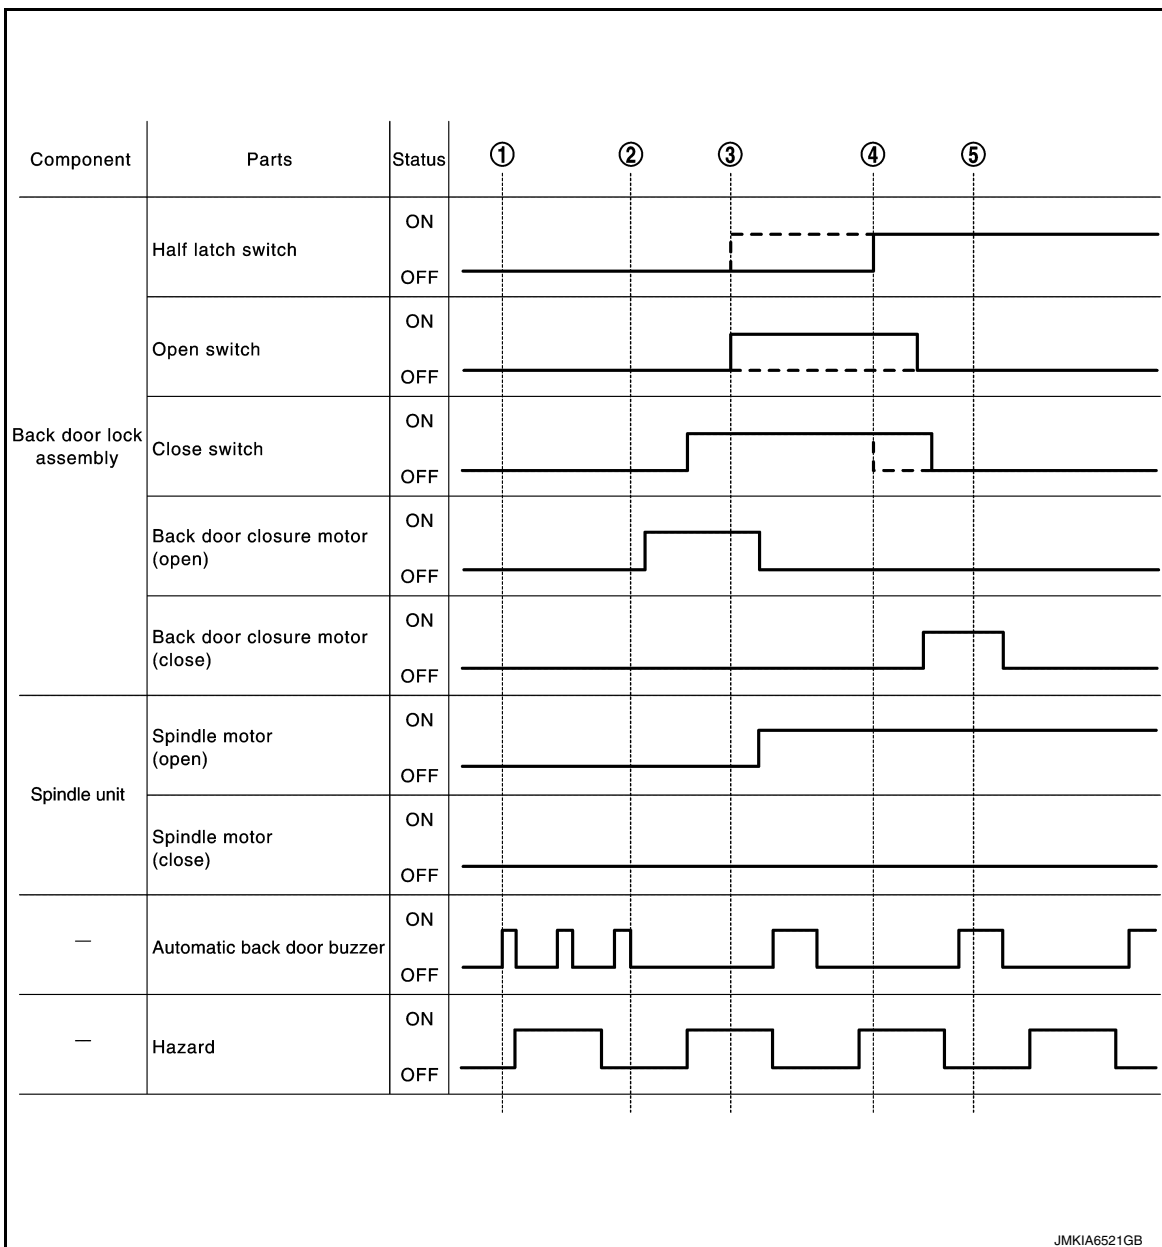 Component Parts Status ① ② ③ ④ ⑤
Back door lock
assembly
Half latch switch
ON
OFF
Open switch
ON
OFF
Close switch
ON
OFF
Back door closure motor
(open)
ON
OFF
Back door closure motor
(close)
ON
OFF
Spindle unit
Spindle motor
(open)
ON
OFF
Spindle motor
(close)
ON
OFF
—
Automatic back door buzzer
ON
OFF
—
Hazard
ON
OFF
JMKIA6521GB